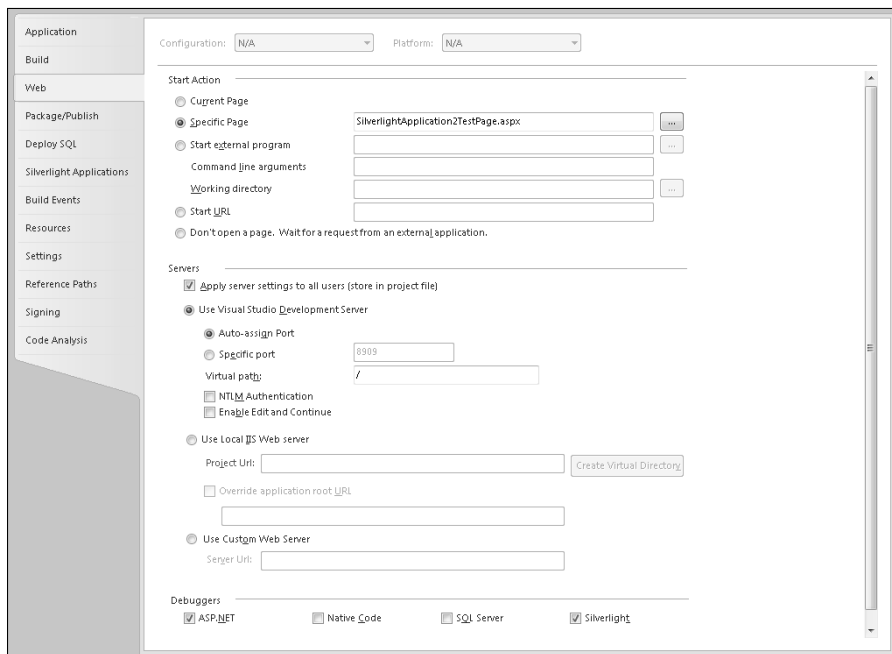 Application
Build
Web
Package/Publish
Deploy SQL
Silverlight Applications
Build Events
Resources
Settings
Reference Paths
Signing
Code Analysis
Configuration: N/A Platform: N/A
Start Action
Current Page
Specific Page SilverlightApplication2TestPage.aspx ...
Start external program ...
Command line arguments
Working directory ...
Start URL
Don't open a page. Wait for a request from an external application.
Servers
Apply server settings to all users (store in project file)
Use Visual Studio Development Server
Auto-assign Port
Specific port 8909
Virtual path: /
NTLM Authentication
Enable Edit and Continue
Use Local IIS Web server
Project Url: Create Virtual Directory
Override application root URL
Use Custom Web Server
Server Url:
Debuggers
ASP.NET Native Code SQL Server Silverlight